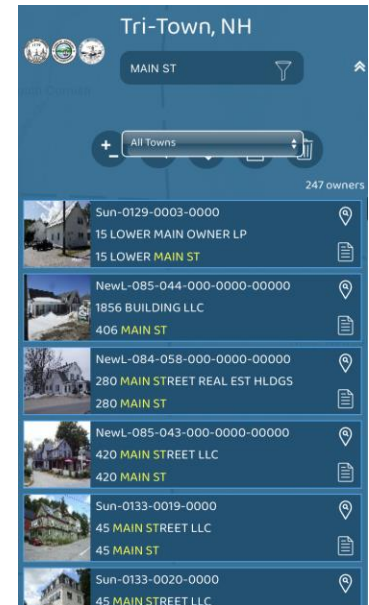 Tri-Town, NH
MAIN ST
All Towns
247 owners
Sun-0129-0003-0000
15 LOWER MAIN OWNER LP
15 LOWER MAIN ST
NewL-085-044-000-0000-00000
1856 BUILDING LLC
406 MAIN ST
NewL-084-058-000-0000-00000
280 MAIN STREET REAL EST HLDGS
280 MAIN ST
NewL-085-043-000-0000-00000
420 MAIN STREET LLC
420 MAIN ST
Sun-0133-0019-0000
45 MAIN STREET LLC
45 MAIN ST
Sun-0133-0020-0000
45 MAIN STREET LLC